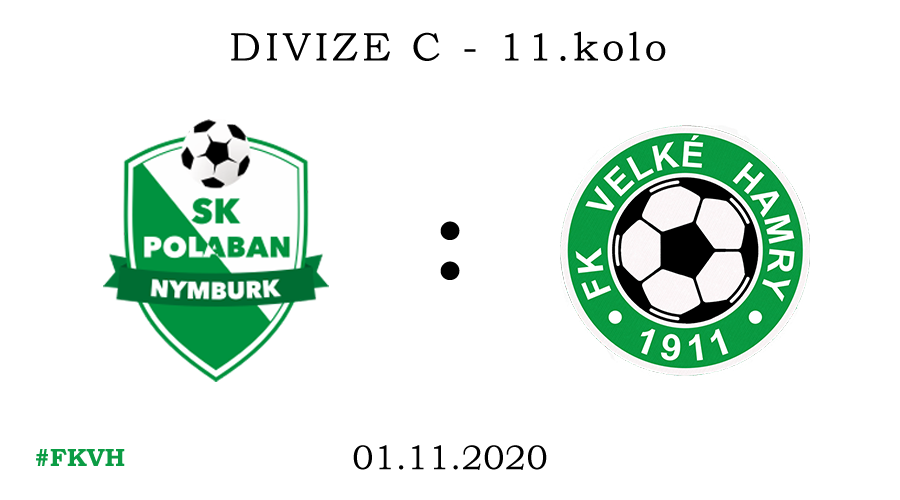 DIVIZE C - 11.kolo
SK
POLABAN
NYMBURK
:
FK VELKÉ HAMRY
• 1911 •
#FKVH
01.11.2020